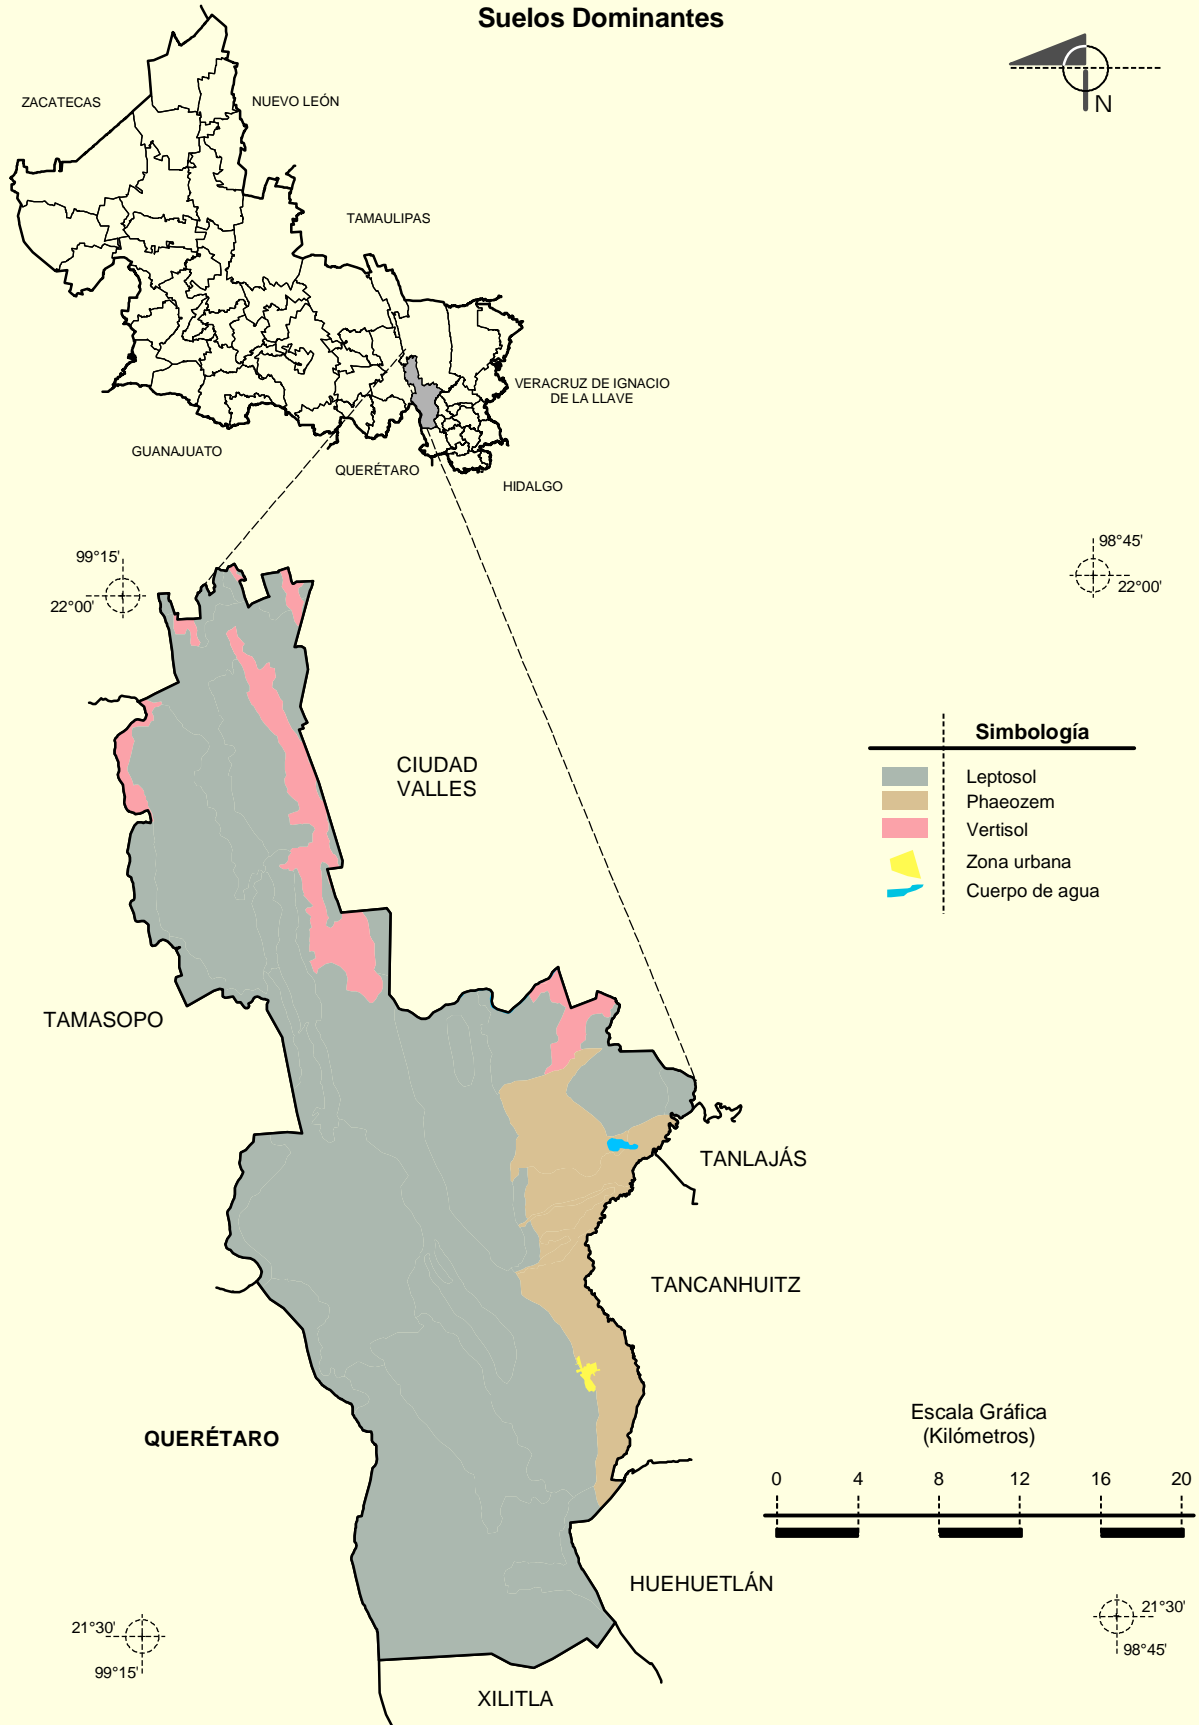 Suelos Dominantes
ZACATECAS
NUEVO LEÓN
N
TAMAULIPAS
VERACRUZ DE IGNACIO
DE LA LLAVE
GUANAJUATO
QUERÉTARO
HIDALGO
99°15'
22°00'
98°45'
22°00'
CIUDAD
VALLES
Simbología
Leptosol
Phaeozem
Vertisol
Zona urbana
Cuerpo de agua
TAMASOPO
TANLAJÁS
TANCANHUITZ
QUERÉTARO
Escala Gráfica
(Kilómetros)
0 4 8 12 16 20
HUEHUETLÁN
21°30'
99°15'
21°30'
98°45'
XILITLA